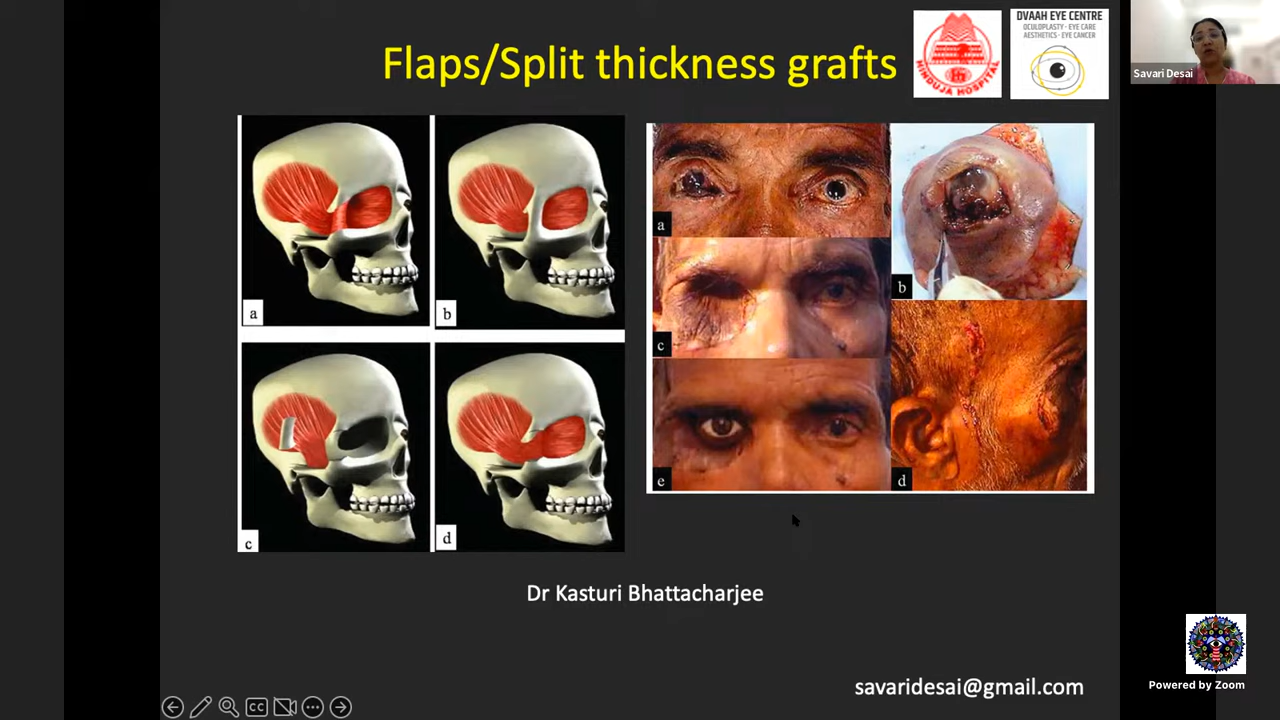 Flaps/Split thickness grafts
HINDUJA HOSPITAL
DVAAH EYE CENTRE
OCULOPLASTY - EYE CARE
AESTHETICS - EYE CANCER
Savari Desai
a
b
c
d
a
b
c
d
e
Dr Kasturi Bhattacharjee
savaridesai@gmail.com
CC
Powered by Zoom